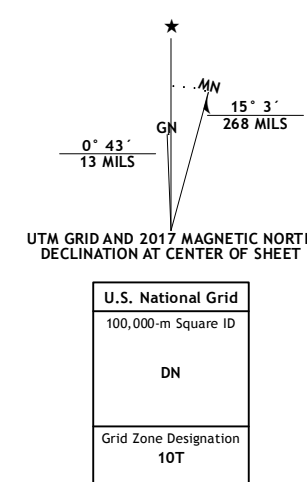 MN
15° 3´
268 MILS
GN
0° 43´
13 MILS
UTM GRID AND 2017 MAGNETIC NORTH
DECLINATION AT CENTER OF SHEET
U.S. National Grid
100,000-m Square ID
DN
Grid Zone Designation
10T